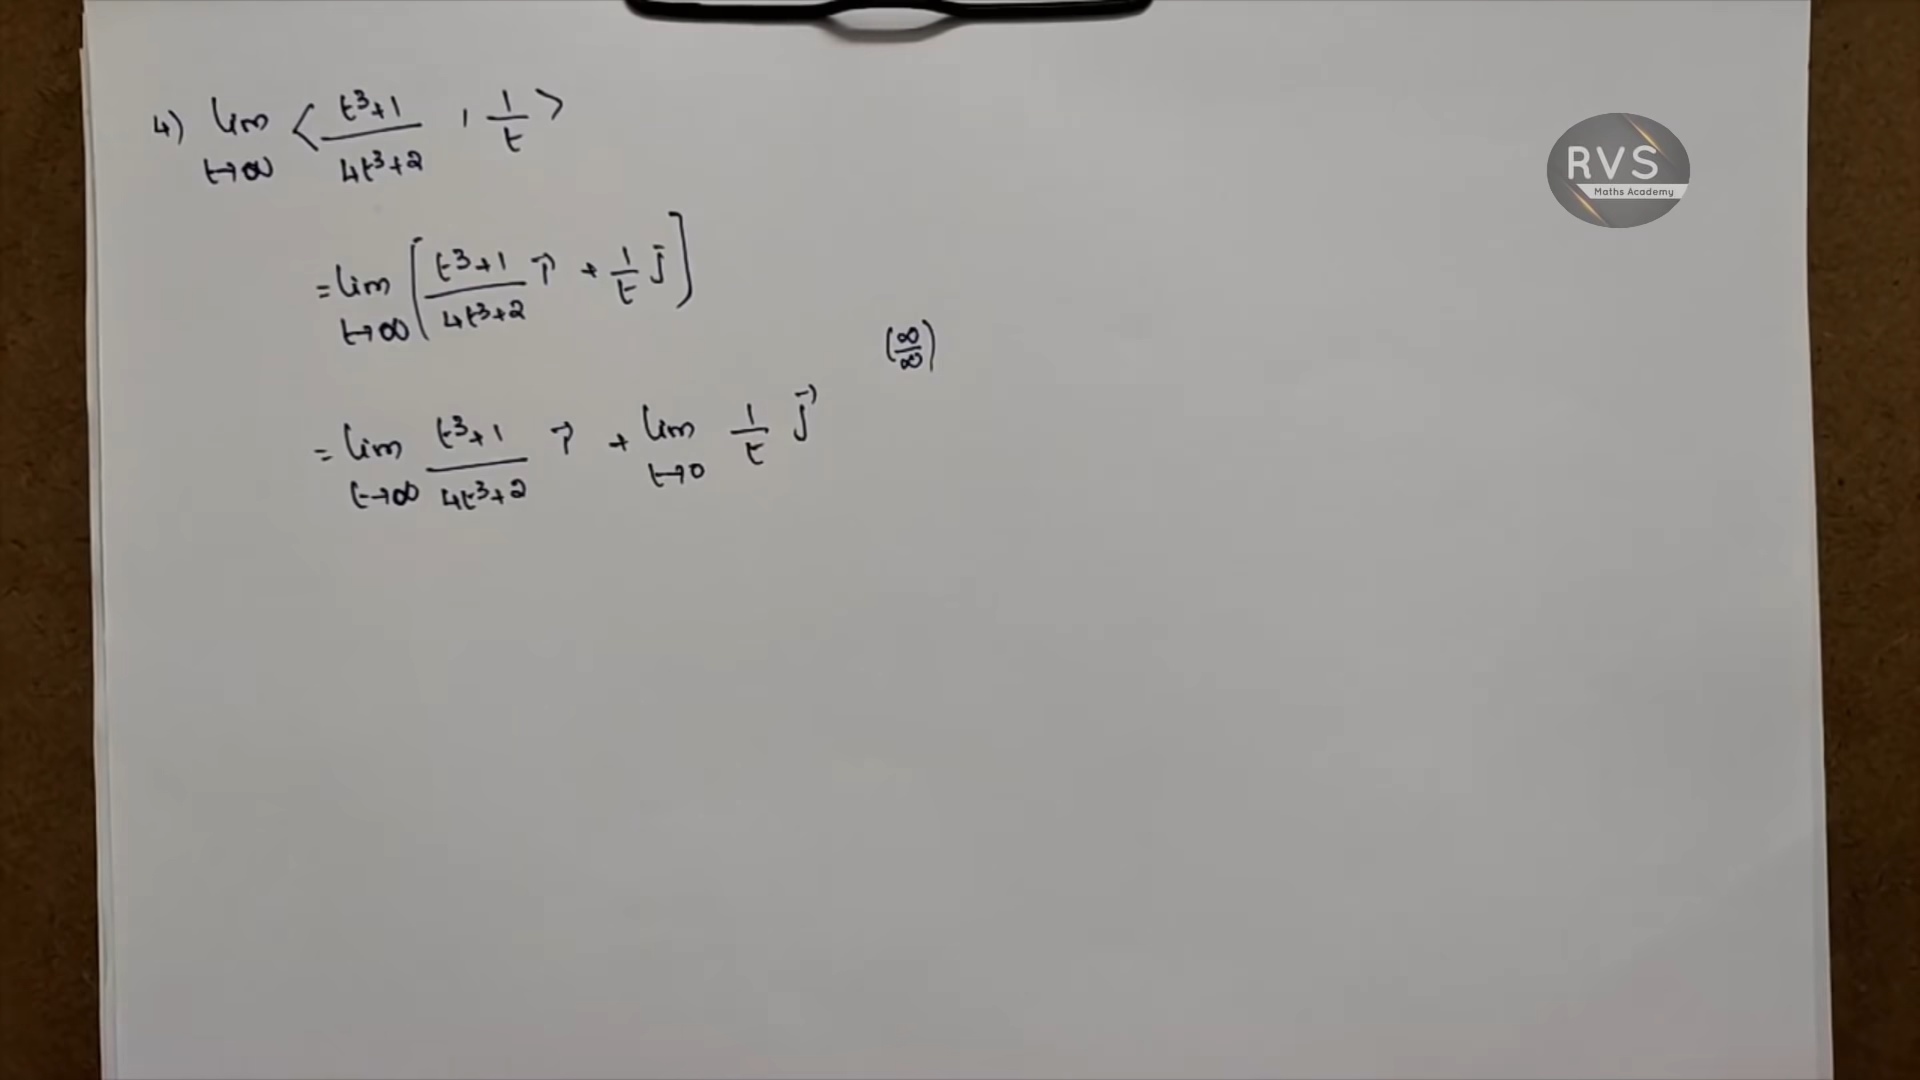 4) lim t→∞ < t³+1 / 4t³+2 , 1/t >
= lim t→∞ [ t³+1 / 4t³+2 i⃗ + 1/t j⃗ ]
(∞/∞)
= lim t→∞ t³+1 / 4t³+2 i⃗ + lim t→0 1/t j⃗
RVS
Maths Academy